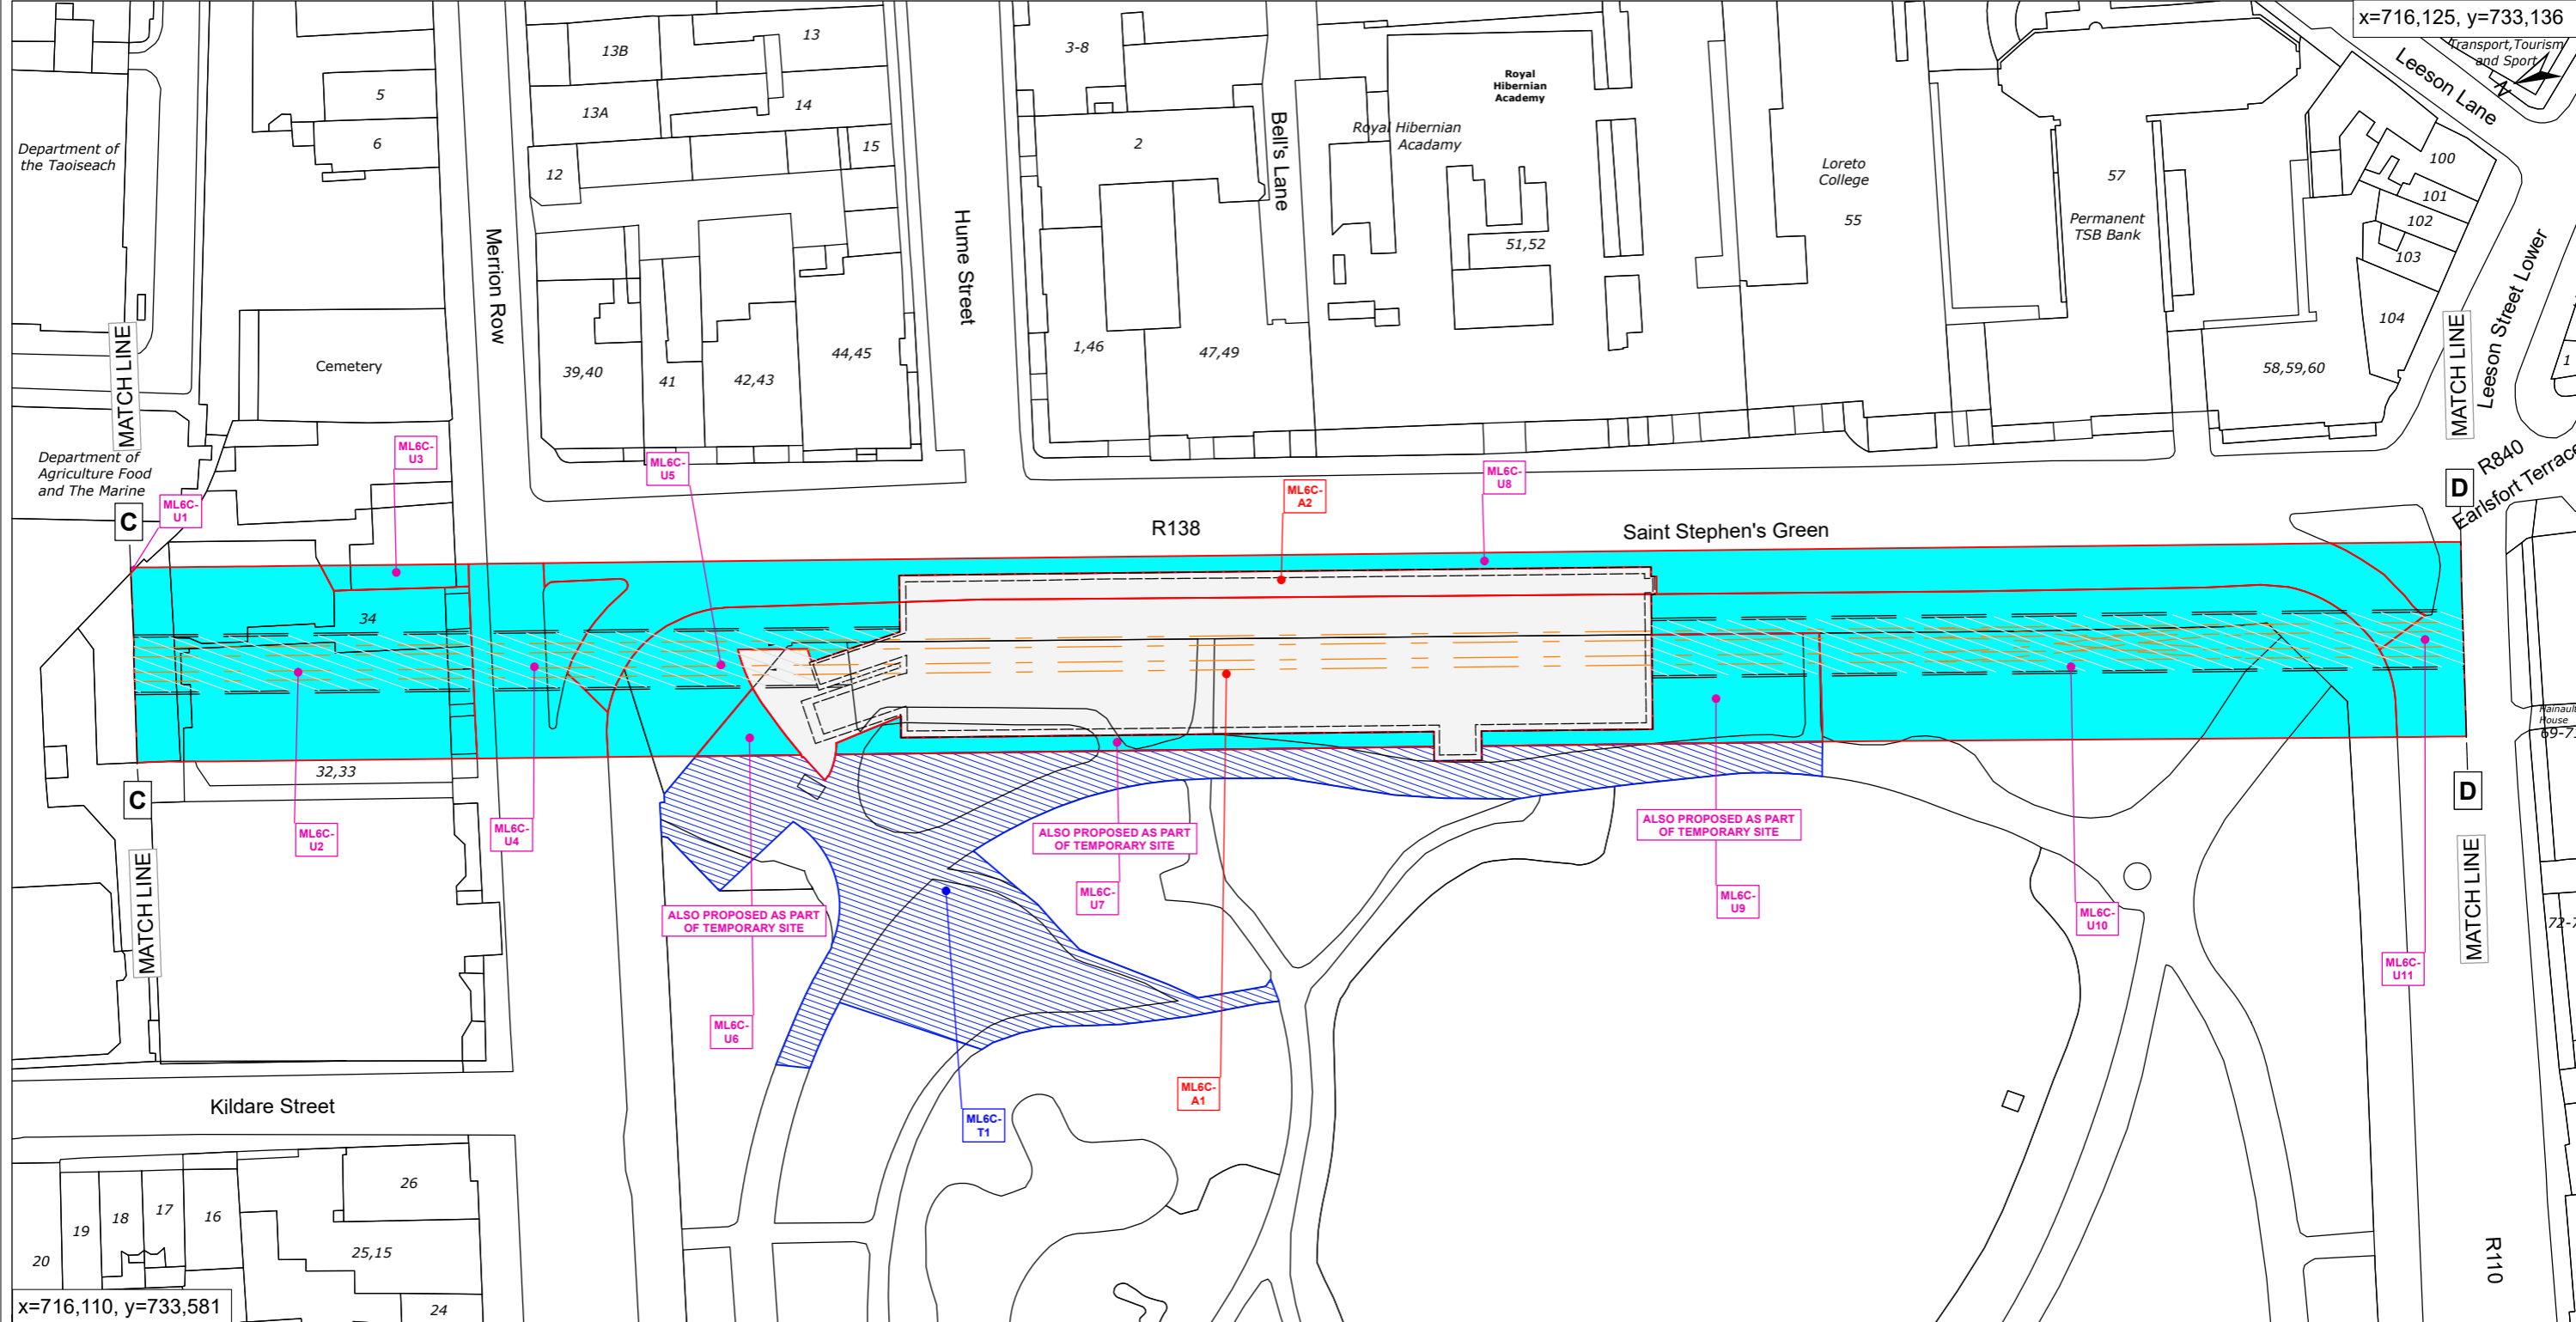 x=716,125, y=733,136
Transport,Tourism
and Sport
N
Leeson Lane
13B
13
3-8
Royal
Hibernian
Academy
5
13A
14
Royal Hibernian
Acadamy
6
15
2
Bell's Lane
Department of
the Taoiseach
12
Loreto
College
55
57
Permanent
TSB Bank
100
101
102
103
104
Merrion Row
Hume Street
51,52
Leeson Street Lower
1
MATCH LINE
Cemetery
39,40
41
42,43
44,45
1,46
47,49
58,59,60
MATCH LINE
Department of
Agriculture Food
and The Marine
ML6C-
U3
ML6C-
U5
ML6C-
A2
ML6C-
U8
R840
Earlsfort Terrace
C
ML6C-
U1
D
R138
Saint Stephen's Green
34
32,33
C
D
Hainault
House
ML6C-
U2
ML6C-
U4
ALSO PROPOSED AS PART
OF TEMPORARY SITE
ALSO PROPOSED AS PART
OF TEMPORARY SITE
MATCH LINE
MATCH LINE
ML6C-
U7
ML6C-
U9
ML6C-
U10
ALSO PROPOSED AS PART
OF TEMPORARY SITE
ML6C-
U11
ML6C-
U6
ML6C-
A1
Kildare Street
ML6C-
T1
26
20
19
18
17
16
25,15
R110
24
x=716,110, y=733,581